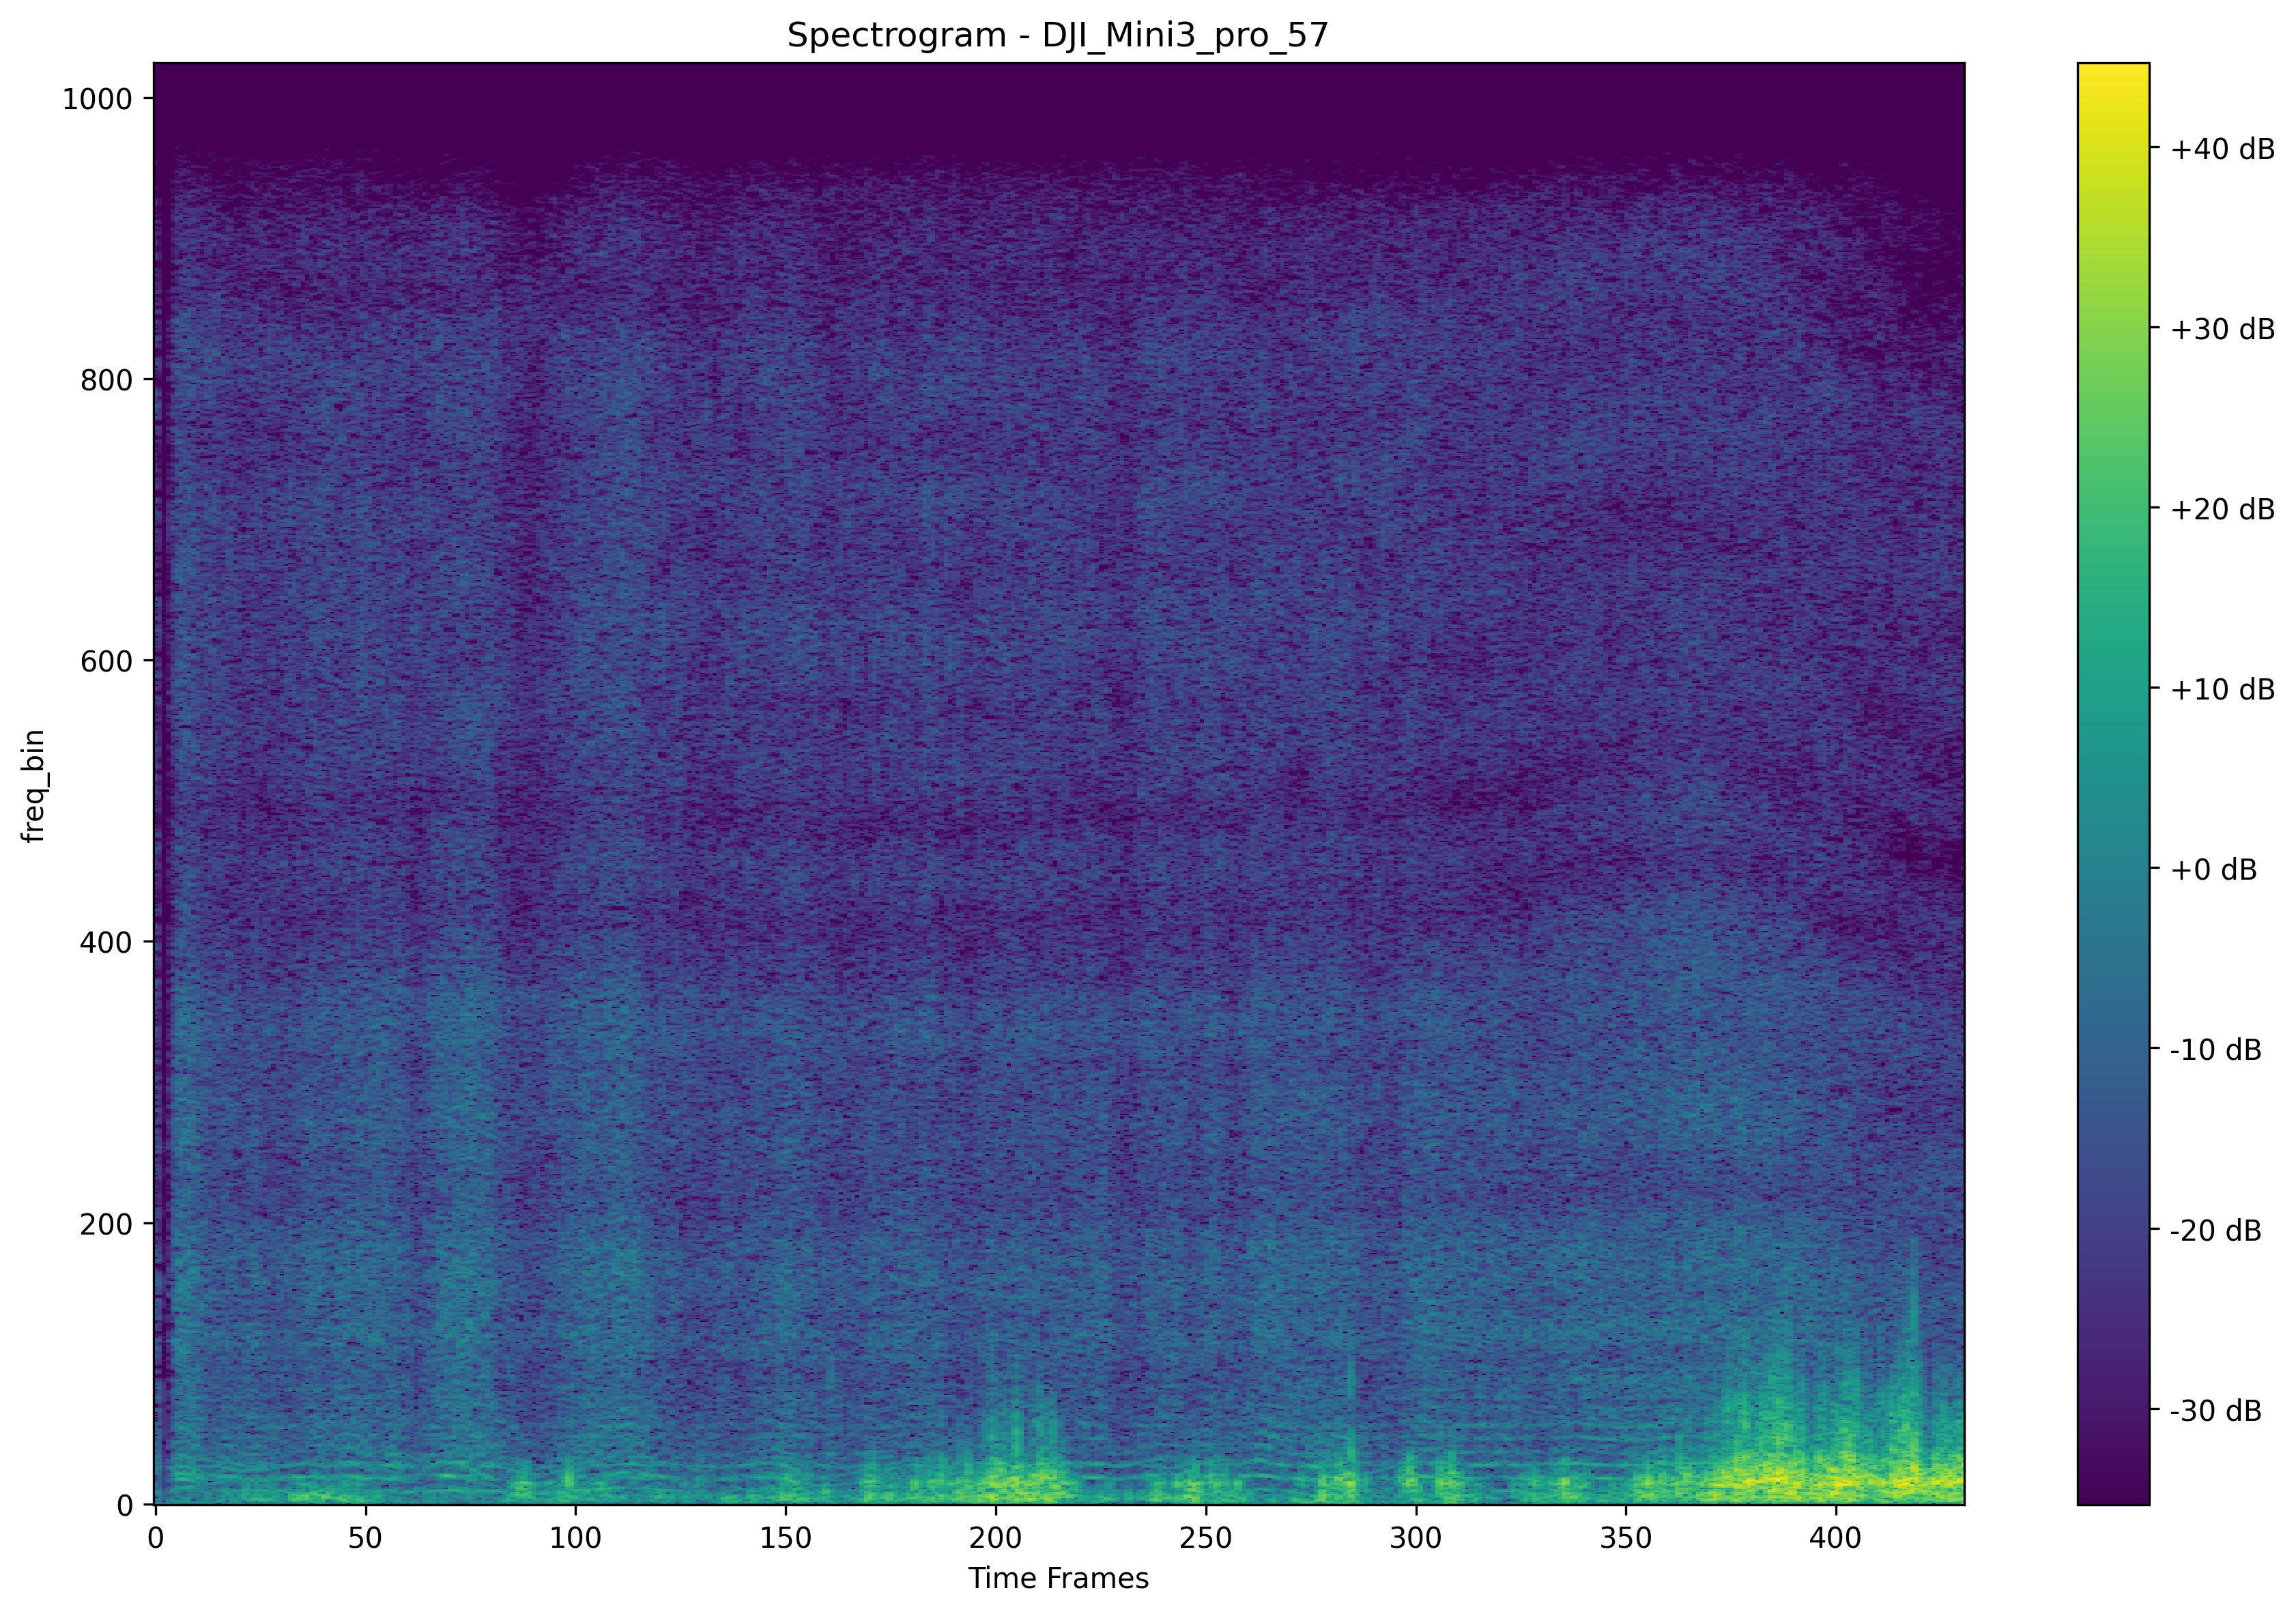 Spectrogram - DJI_Mini3_pro_57
1000
800
600
400
200
0
freq_bin
0 50 100 150 200 250 300 350 400
Time Frames
+40 dB
+30 dB
+20 dB
+10 dB
+0 dB
-10 dB
-20 dB
-30 dB